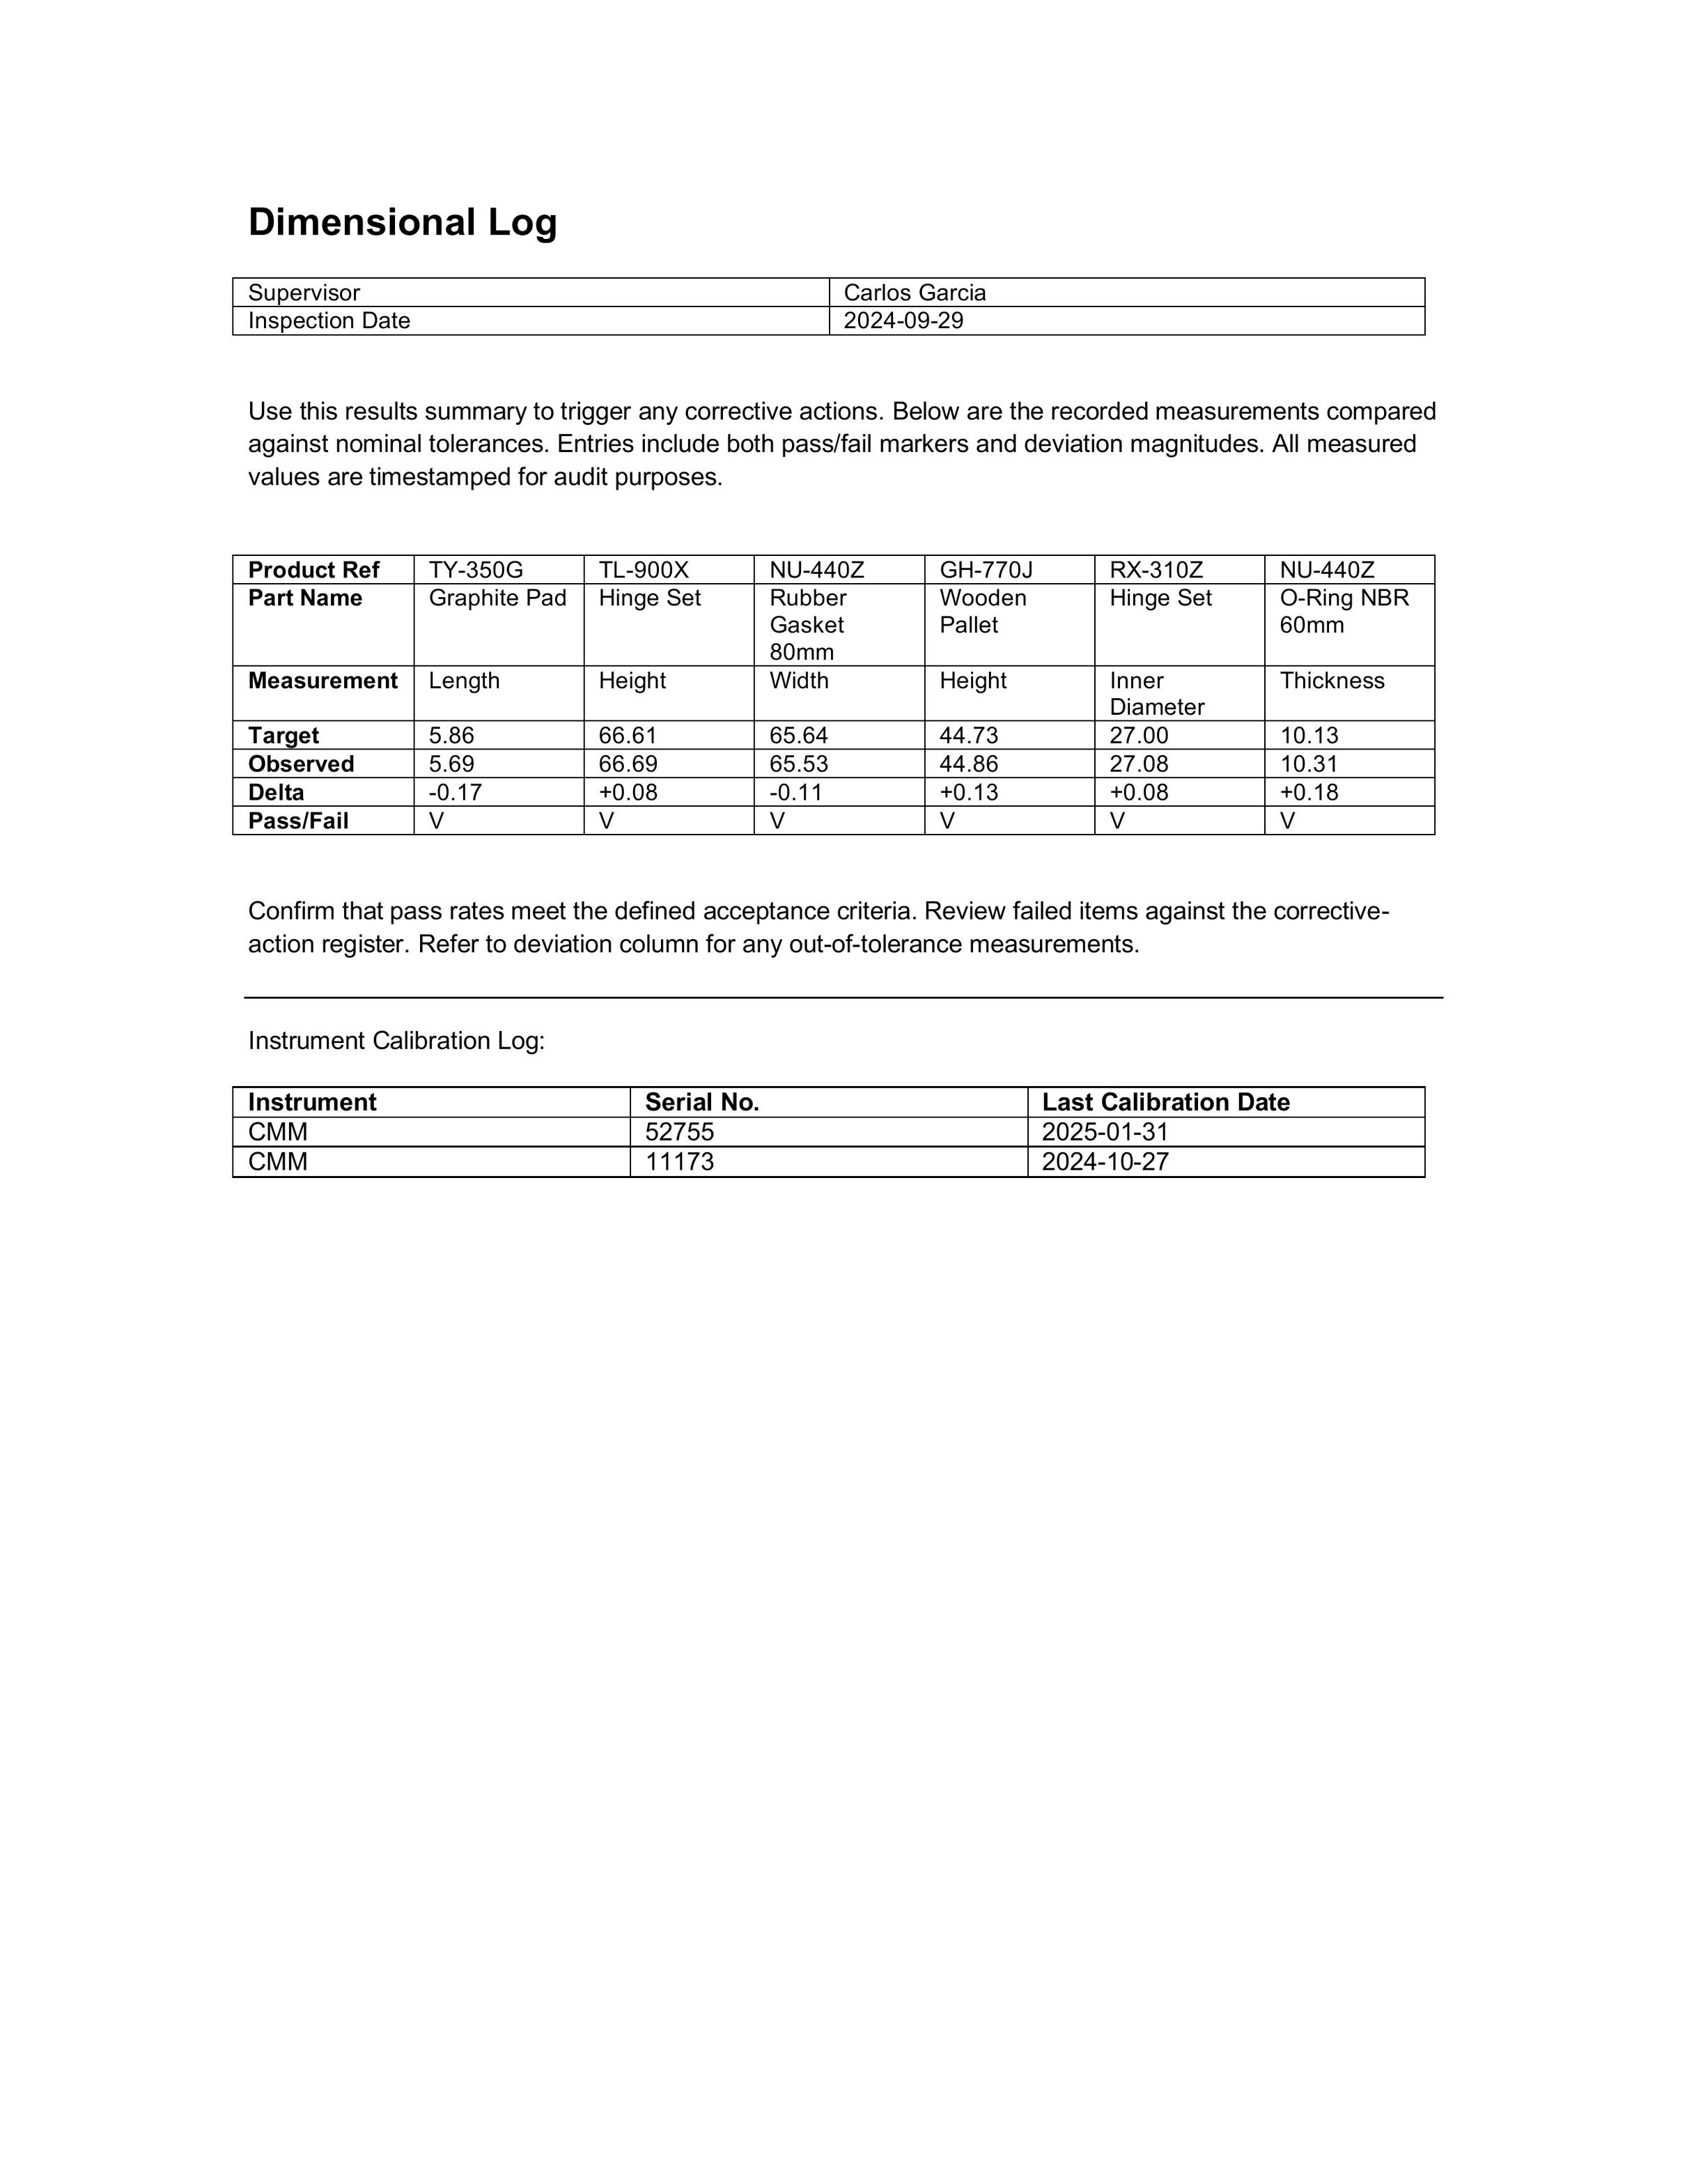 Dimensional Log
Supervisor Carlos Garcia
Inspection Date 2024-09-29
Use this results summary to trigger any corrective actions. Below are the recorded measurements compared
against nominal tolerances. Entries include both pass/fail markers and deviation magnitudes. All measured
values are timestamped for audit purposes.
Product Ref TY-350G TL-900X NU-440Z GH-770J RX-310Z NU-440Z
Part Name Graphite Pad Hinge Set Rubber Wooden Hinge Set O-Ring NBR
Gasket Pallet 60mm
80mm
Measurement Length Height Width Height Inner Thickness
Diameter
Target 5.86 66.61 65.64 44.73 27.00 10.13
Observed 5.69 66.69 65.53 44.86 27.08 10.31
Delta -0.17 +0.08 -0.11 +0.13 +0.08 +0.18
Pass/Fail V V V V V V
Confirm that pass rates meet the defined acceptance criteria. Review failed items against the corrective-
action register. Refer to deviation column for any out-of-tolerance measurements.
Instrument Calibration Log:
Instrument Serial No. Last Calibration Date
CMM 52755 2025-01-31
CMM 11173 2024-10-27